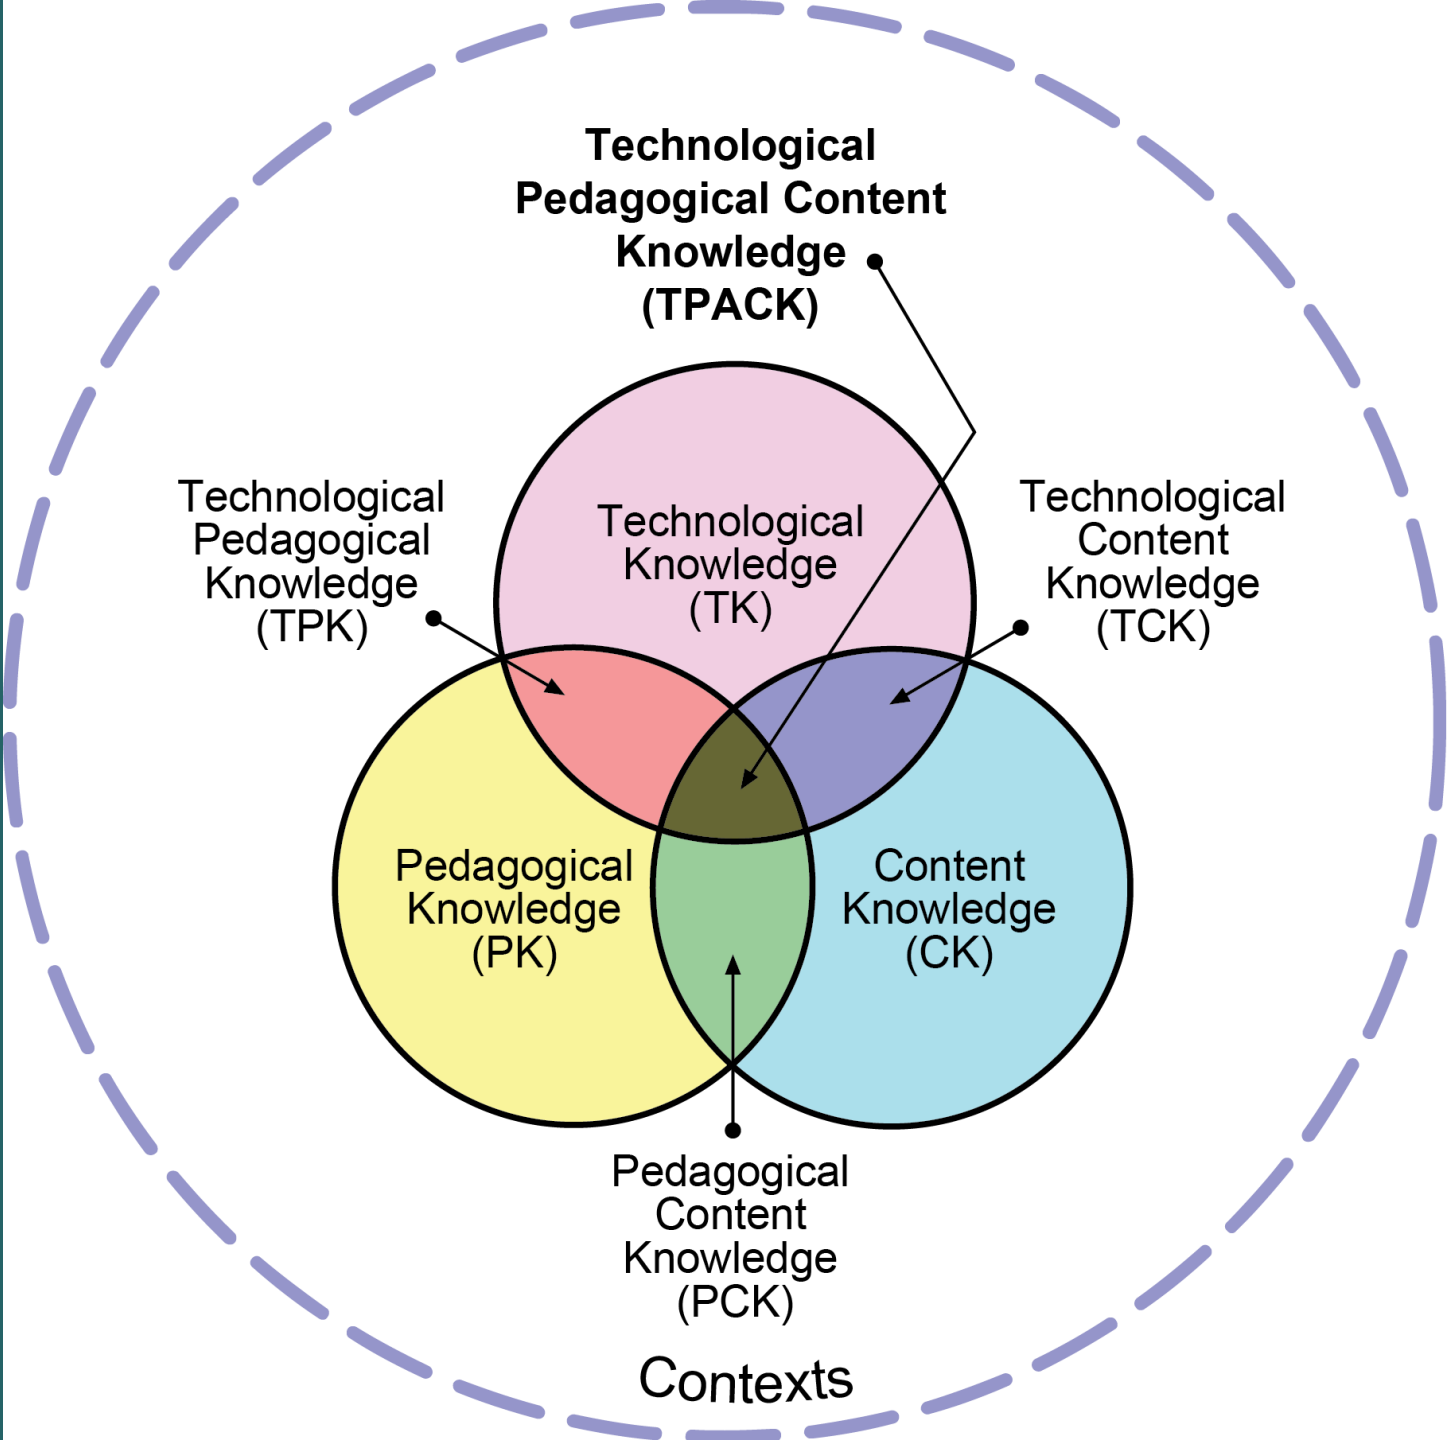 Technological
Pedagogical Content
Knowledge
(TPACK)
Technological
Pedagogical
Knowledge
(TPK)
Technological
Knowledge
(TK)
Technological
Content
Knowledge
(TCK)
Pedagogical
Knowledge
(PK)
Content
Knowledge
(CK)
Pedagogical
Content
Knowledge
(PCK)
Contexts